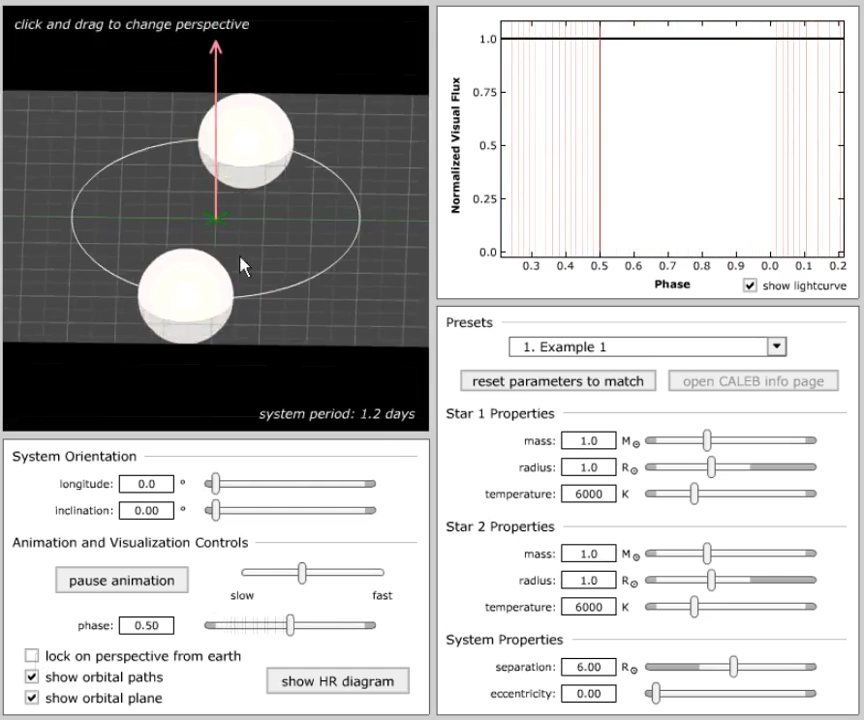 click and drag to change perspective
system period: 1.2 days
Normalized Visual Flux
1.0
0.75
0.5
0.25
0.0
0.3 0.4 0.5 0.6 0.7 0.8 0.9 0.0 0.1 0.2
Phase
show lightcurve
System Orientation
longitude: 0.0 °
inclination: 0.00 °
Animation and Visualization Controls
pause animation
slow fast
phase: 0.50
lock on perspective from earth
show orbital paths
show orbital plane
show HR diagram
Presets
1. Example 1
reset parameters to match open CALEB info page
Star 1 Properties
mass: 1.0 M⊙
radius: 1.0 R⊙
temperature: 6000 K
Star 2 Properties
mass: 1.0 M⊙
radius: 1.0 R⊙
temperature: 6000 K
System Properties
separation: 6.00 R⊙
eccentricity: 0.00